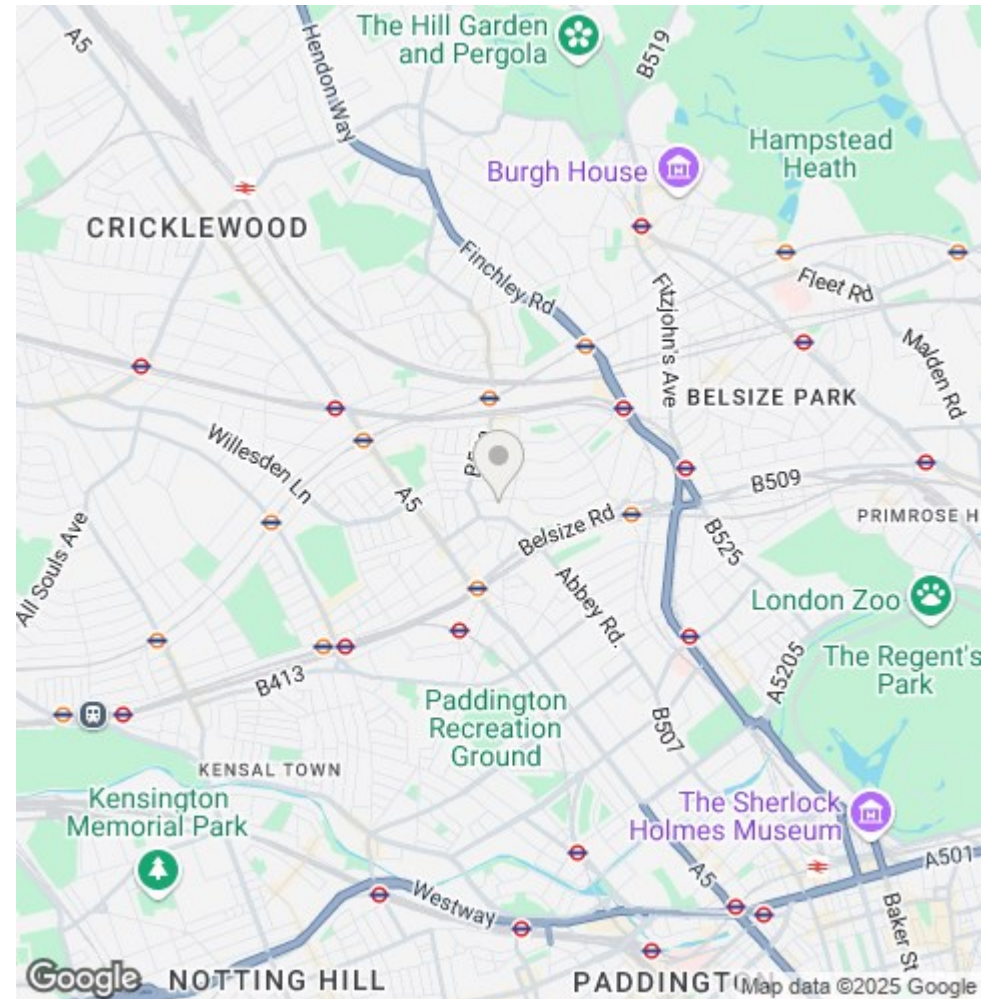 The Hill Garden
and Pergola
A5
Hendon Way
B519
Hampstead
Heath
Burgh House
CRICKLEWOOD
Finchley Rd
Fitzjohn's Ave
Fleet Rd
Malden Rd
BELSIZE PARK
Willesden Ln
A5
B509
Belsize Rd
PRIMROSE H
B525
All Souls Ave
Abbey Rd.
London Zoo
The Regent's
Park
A5205
B413
Paddington
Recreation
Ground
B507
KENSAL TOWN
Kensington
Memorial Park
The Sherlock
Holmes Museum
A501
A5
Westway
Baker St
Google
NOTTING HILL
PADDINGTON
Map data ©2025 Google